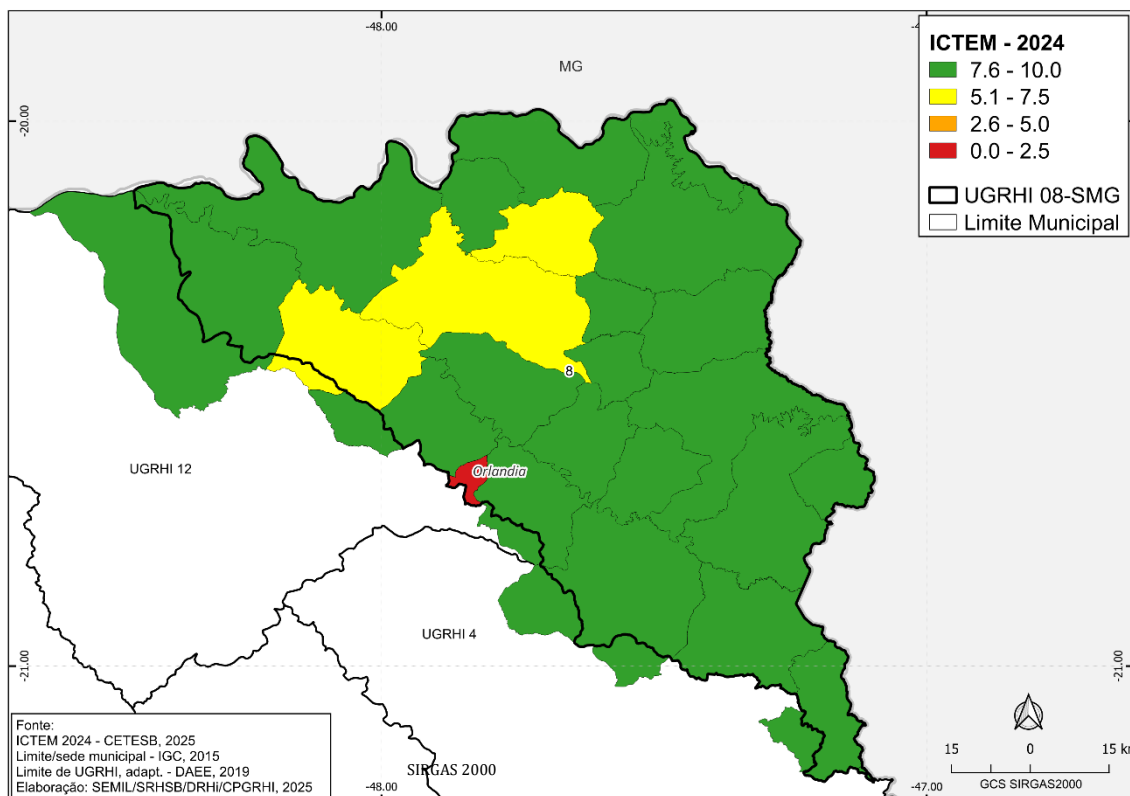 -48.00
MG
-20.00
ICTEM - 2024
7.6 - 10.0
5.1 - 7.5
2.6 - 5.0
0.0 - 2.5
UGRHI 08-SMG
Limite Municipal
8
UGRHI 12
Orlandia
UGRHI 4
-21.00
-21.00
Fonte:
ICTEM 2024 - CETESB, 2025
Limite/sede municipal - IGC, 2015
Limite de UGRHI, adapt. - DAEE, 2019
Elaboração: SEMIL/SRHSB/DRHi/CPGRHI, 2025
SIRGAS 2000
15 0 15 km
GCS SIRGAS2000
-48.00
-47.00